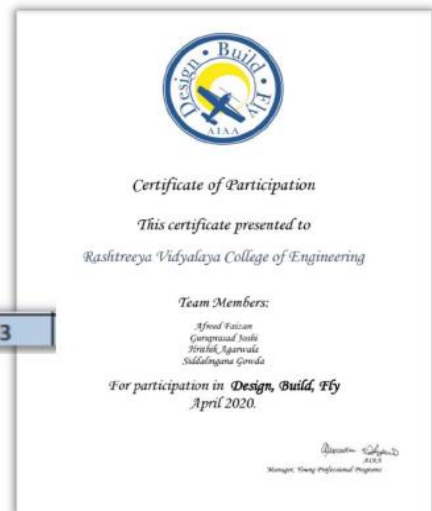 Design • Build • Fly
AIAA
Certificate of Participation
This certificate presented to
Rashtreeya Vidyalaya College of Engineering
3
Team Members:
Afreed Faizan
Guruprasad Joshi
Hrithik Agarwala
Siddalingana Gowda
For participation in Design, Build, Fly
April 2020.
AIAA
Manager, Young Professional Programs